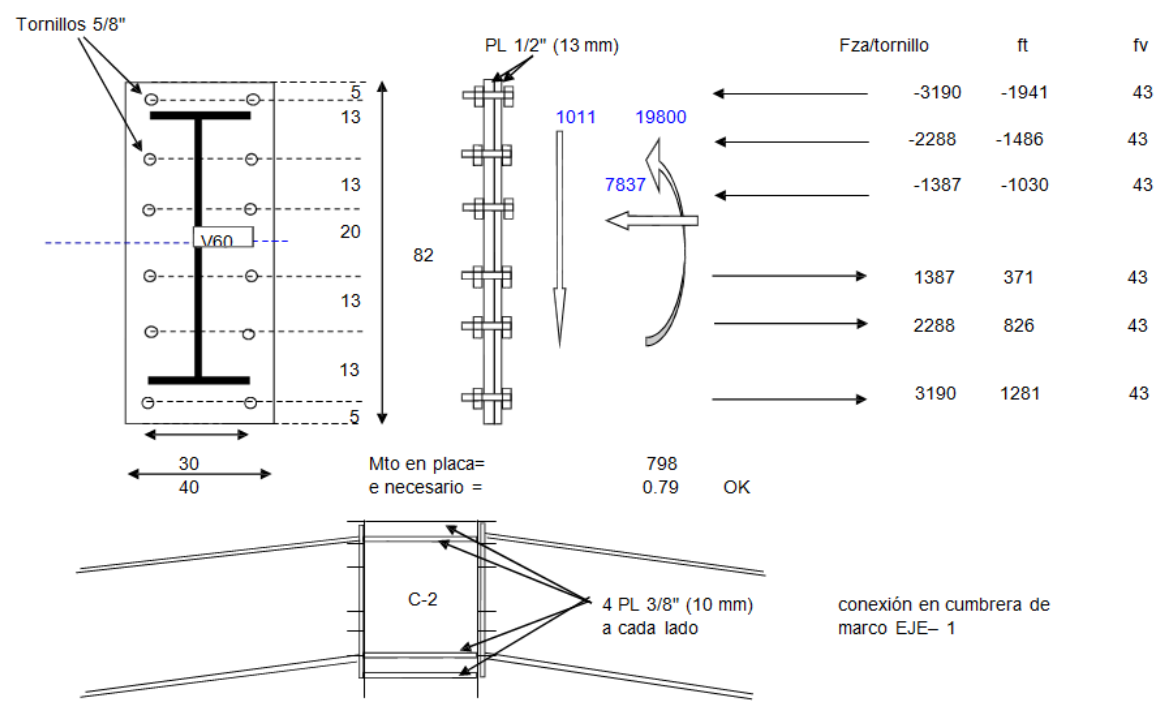 Tornillos 5/8"
PL 1/2" (13 mm)
Fza/tornillo ft fv
5
13
13
20
13
13
5
82
V60
1011 19800
7837
-3190 -1941 43
-2288 -1486 43
-1387 -1030 43
1387 371 43
2288 826 43
3190 1281 43
30
40
Mto en placa= 798
e necesario = 0.79 OK
C-2
4 PL 3/8" (10 mm)
a cada lado
conexión en cumbrera de
marco EJE– 1